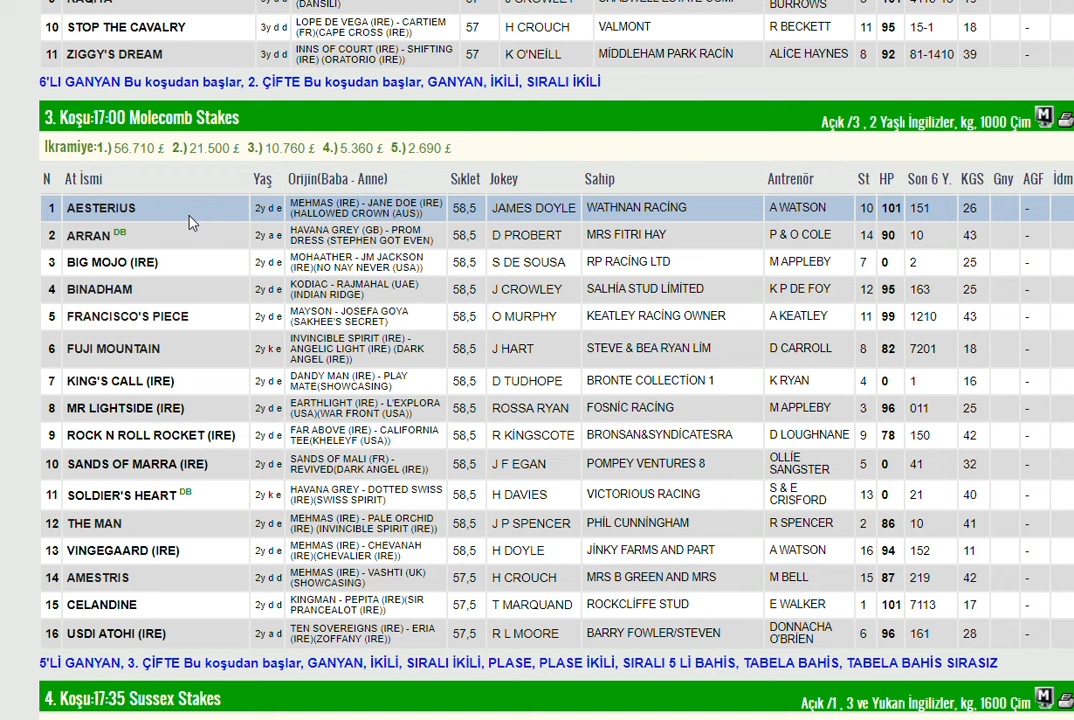 RAQITA (DANSILI) BURROWS
10 STOP THE CAVALRY 3y d d LOPE DE VEGA (IRE) - CARTIEM (FR)(CAPE CROSS (IRE)) 57 H CROUCH VALMONT R BECKETT 11 95 15-1 18 -
11 ZIGGY'S DREAM 3y d d INNS OF COURT (IRE) - SHIFTING (IRE) (ORATORIO (IRE)) 57 K O'NEİLL MİDDLEHAM PARK RACİN ALİCE HAYNES 8 92 81-1410 39 -
6'LI GANYAN Bu koşudan başlar, 2. ÇİFTE Bu koşudan başlar, GANYAN, İKİLİ, SIRALI İKİLİ
3. Koşu:17:00 Molecomb Stakes Açık /3 , 2 Yaşlı İngilizler, kg, 1000 Çim M
Ikramiye:1.) 56.710 £ 2.) 21.500 £ 3.) 10.760 £ 4.) 5.360 £ 5.) 2.690 £
N At İsmi Yaş Orijin(Baba - Anne) Sıklet Jokey Sahip Antrenör St HP Son 6 Y. KGS Gny AGF İdm
1 AESTERIUS 2y d e MEHMAS (IRE) - JANE DOE (IRE) (HALLOWED CROWN (AUS)) 58,5 JAMES DOYLE WATHNAN RACİNG A WATSON 10 101 151 26 -
2 ARRAN DB 2y a e HAVANA GREY (GB) - PROM DRESS (STEPHEN GOT EVEN) 58,5 D PROBERT MRS FITRI HAY P & O COLE 14 90 10 43 -
3 BIG MOJO (IRE) 2y d e MOHAATHER - JM JACKSON (IRE)(NO NAY NEVER (USA)) 58,5 S DE SOUSA RP RACİNG LTD M APPLEBY 7 0 2 25 -
4 BINADHAM 2y d e KODIAC - RAJMAHAL (UAE) (INDIAN RIDGE) 58,5 J CROWLEY SALHİA STUD LİMİTED K P DE FOY 12 95 163 25 -
5 FRANCISCO'S PIECE 2y d e MAYSON - JOSEFA GOYA (SAKHEE'S SECRET) 58,5 O MURPHY KEATLEY RACİNG OWNER A KEATLEY 11 99 1210 43 -
6 FUJI MOUNTAIN 2y k e INVINCIBLE SPIRIT (IRE) - ANGELIC LIGHT (IRE) (DARK ANGEL (IRE)) 58,5 J HART STEVE & BEA RYAN LİM D CARROLL 8 82 7201 18 -
7 KING'S CALL (IRE) 2y d e DANDY MAN (IRE) - PLAY MATE(SHOWCASING) 58,5 D TUDHOPE BRONTE COLLECTİON 1 K RYAN 4 0 1 16 -
8 MR LIGHTSIDE (IRE) 2y d e EARTHLIGHT (IRE) - L'EXPLORA (USA)(WAR FRONT (USA)) 58,5 ROSSA RYAN FOSNİC RACİNG M APPLEBY 3 96 011 25 -
9 ROCK N ROLL ROCKET (IRE) 2y d e FAR ABOVE (IRE) - CALIFORNIA TEE(KHELEYF (USA)) 58,5 R KİNGSCOTE BRONSAN&SYNDİCATESRA D LOUGHNANE 9 78 150 42 -
10 SANDS OF MARRA (IRE) 2y d e SANDS OF MALI (FR) - REVIVED(DARK ANGEL (IRE)) 58,5 J F EGAN POMPEY VENTURES 8 OLLİE SANGSTER 5 0 41 32 -
11 SOLDIER'S HEART DB 2y k e HAVANA GREY - DOTTED SWISS (IRE)(SWISS SPIRIT) 58,5 H DAVIES VICTORIOUS RACING S & E CRISFORD 13 0 21 40 -
12 THE MAN 2y d e MEHMAS (IRE) - PALE ORCHID (IRE) (INVINCIBLE SPIRIT (IRE)) 58,5 J P SPENCER PHİL CUNNİNGHAM R SPENCER 2 86 10 41 -
13 VINGEGAARD (IRE) 2y d e MEHMAS (IRE) - CHEVANAH (IRE)(CHEVALIER (IRE)) 58,5 H DOYLE JİNKY FARMS AND PART A WATSON 16 94 152 11 -
14 AMESTRIS 2y d d MEHMAS (IRE) - VASHTI (UK) (SHOWCASING) 57,5 H CROUCH MRS B GREEN AND MRS M BELL 15 87 219 42 -
15 CELANDINE 2y d d KINGMAN - PEPITA (IRE)(SIR PRANCEALOT (IRE)) 57,5 T MARQUAND ROCKCLİFFE STUD E WALKER 1 101 7113 17 -
16 USDI ATOHI (IRE) 2y a d TEN SOVEREIGNS (IRE) - ERIA (IRE)(ZOFFANY (IRE)) 57,5 R L MOORE BARRY FOWLER/STEVEN DONNACHA O'BRİEN 6 96 161 28 -
5'Lİ GANYAN, 3. ÇİFTE Bu koşudan başlar, GANYAN, İKİLİ, SIRALI İKİLİ, PLASE, PLASE İKİLİ, SIRALI 5 Lİ BAHİS, TABELA BAHİS, TABELA BAHİS SIRASIZ
4. Koşu:17:35 Sussex Stakes Açık /1 , 3 ve Yukarı İngilizler, kg, 1600 Çim M